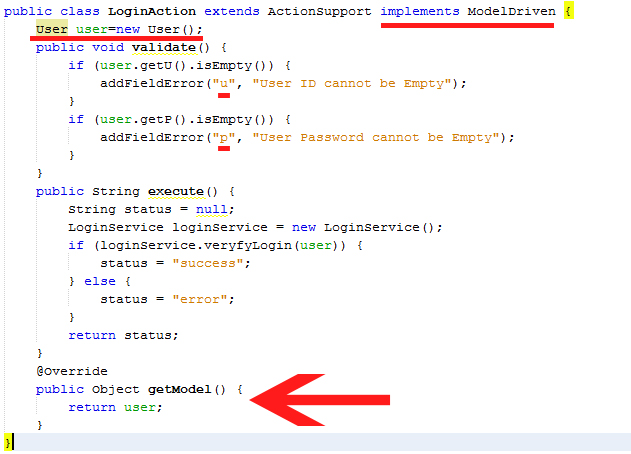 public class LoginAction extends ActionSupport implements ModelDriven {
    User user=new User();
    public void validate() {
        if (user.getU().isEmpty()) {
            addFieldError("u", "User ID cannot be Empty");
        }
        if (user.getP().isEmpty()) {
            addFieldError("p", "User Password cannot be Empty");
        }
    }
    public String execute() {
        String status = null;
        LoginService loginService = new LoginService();
        if (loginService.veryfyLogin(user)) {
            status = "success";
        } else {
            status = "error";
        }
        return status;
    }
    @Override
    public Object getModel() {
        return user;
    }
}